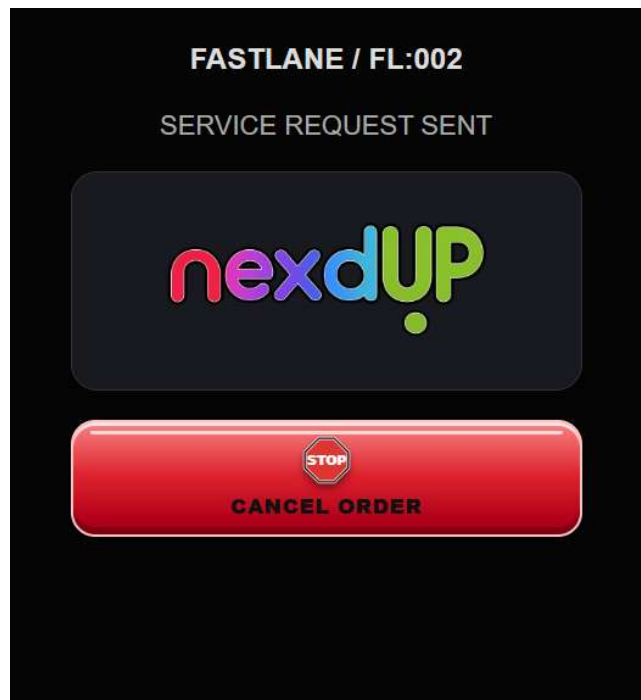 FASTLANE / FL:002
SERVICE REQUEST SENT
nexdUP
STOP
CANCEL ORDER